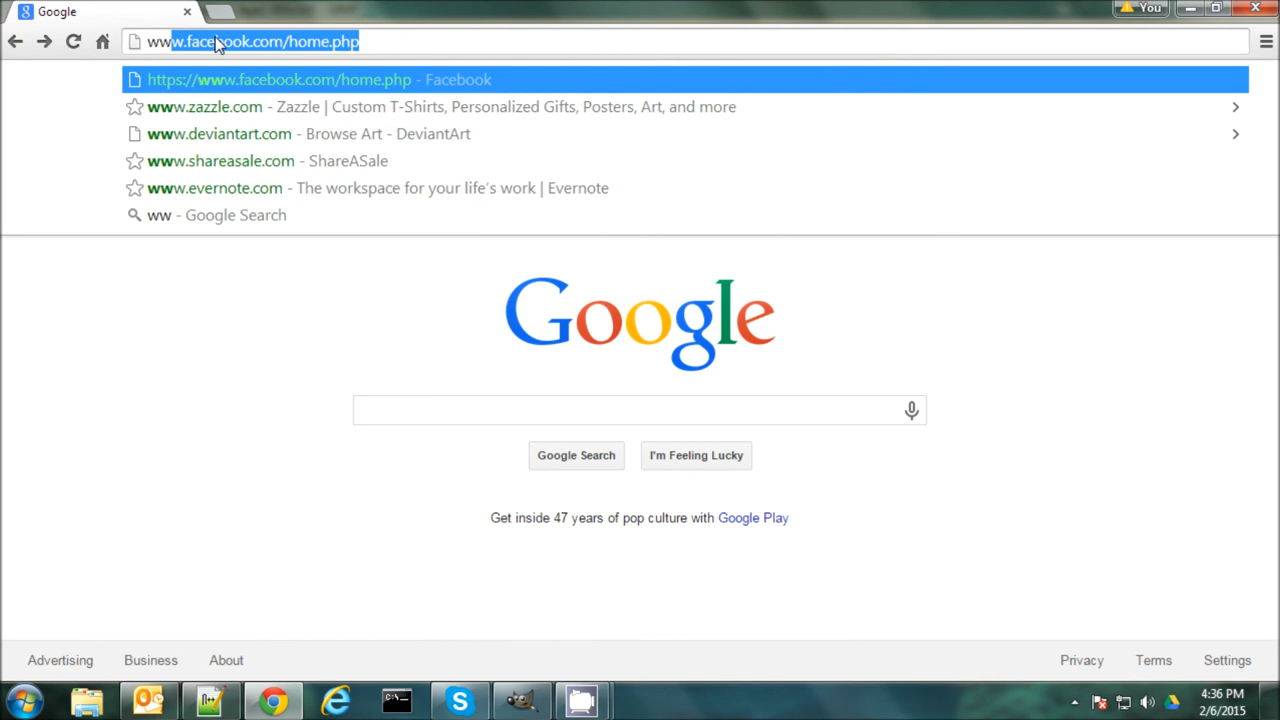 Google
You
www.facebook.com/home.php
https://www.facebook.com/home.php - Facebook
www.zazzle.com - Zazzle | Custom T-Shirts, Personalized Gifts, Posters, Art, and more
www.deviantart.com - Browse Art - DeviantArt
www.shareasale.com - ShareASale
www.evernote.com - The workspace for your life's work | Evernote
ww - Google Search
Google
Google Search
I'm Feeling Lucky
Get inside 47 years of pop culture with Google Play
Advertising Business About Privacy Terms Settings
4:36 PM
2/6/2015